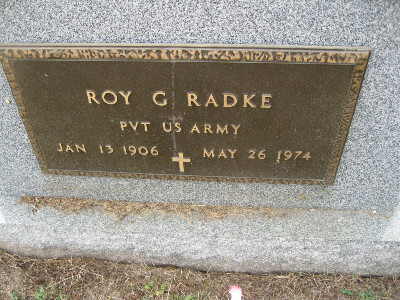 ROY G RADKE
PVT US ARMY
JAN 13 1906 MAY 26 1974